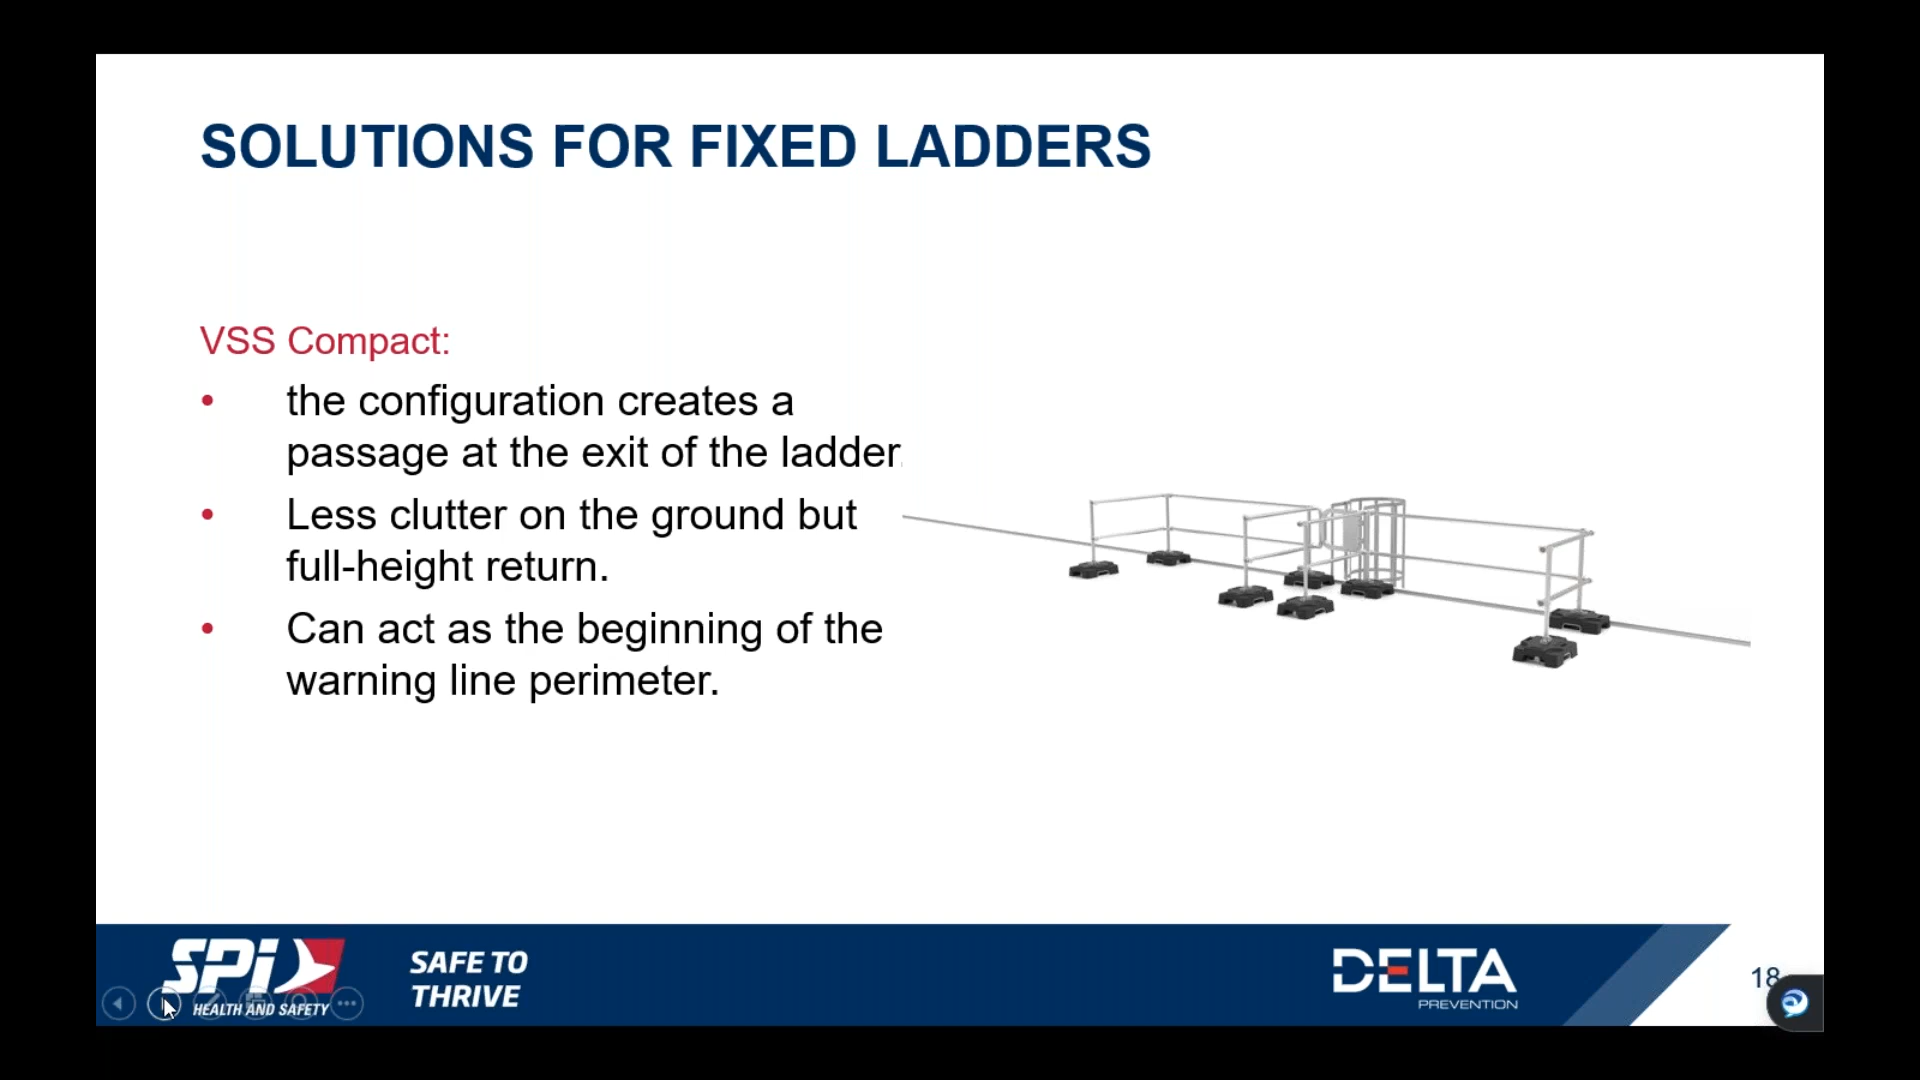 SOLUTIONS FOR FIXED LADDERS
VSS Compact:
• the configuration creates a
passage at the exit of the ladder.
• Less clutter on the ground but
full-height return.
• Can act as the beginning of the
warning line perimeter.
SPi
HEALTH AND SAFETY
SAFE TO
THRIVE
DELTA
PREVENTION
18